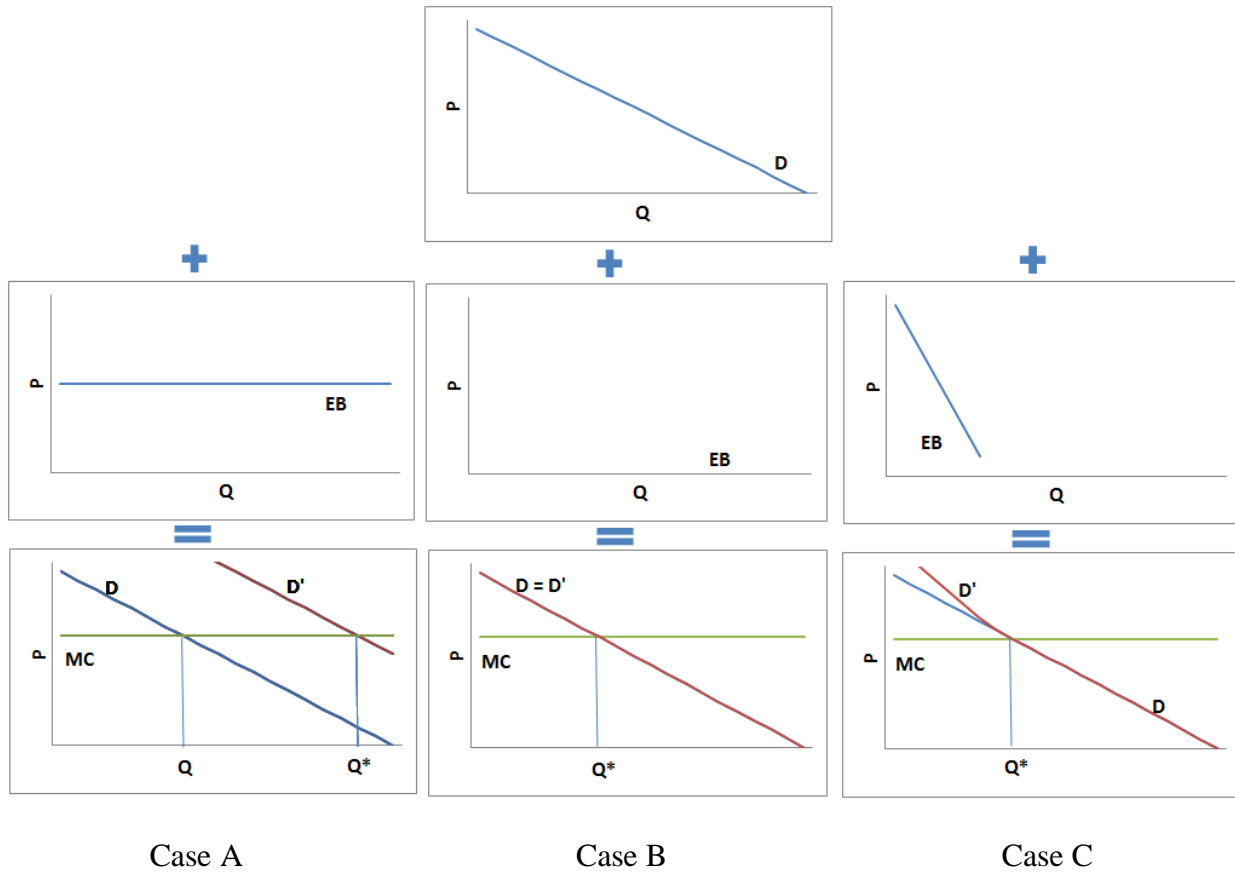 P
D
Q
+
+
+
P
EB
Q
P
EB
Q
P
EB
Q
=
=
=
D
D'
P
MC
Q
Q*
D = D'
P
MC
Q*
D'
P
MC
D
Q*
Case A
Case B
Case C